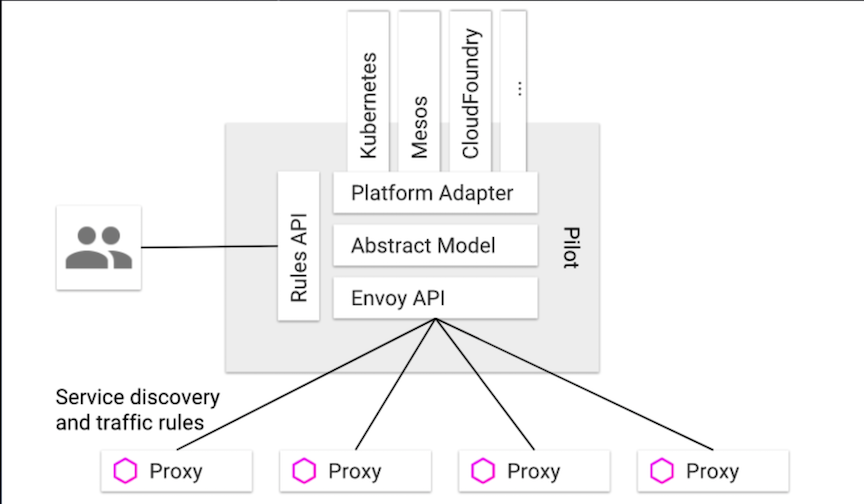 Kubernetes
Mesos
CloudFoundry
...
Platform Adapter
Rules API
Abstract Model
Pilot
Envoy API
Service discovery
and traffic rules
Proxy
Proxy
Proxy
Proxy